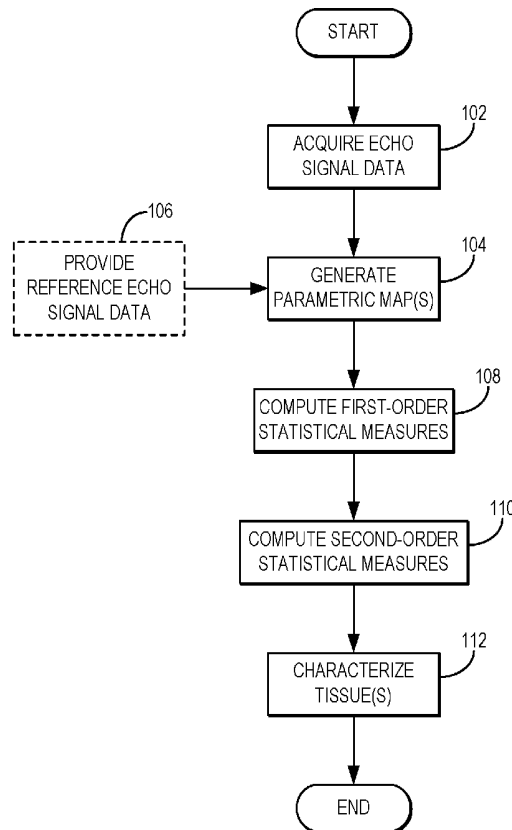 START
102
ACQUIRE ECHO
SIGNAL DATA
106
PROVIDE
REFERENCE ECHO
SIGNAL DATA
104
GENERATE
PARAMETRIC MAP(S)
108
COMPUTE FIRST-ORDER
STATISTICAL MEASURES
110
COMPUTE SECOND-ORDER
STATISTICAL MEASURES
112
CHARACTERIZE
TISSUE(S)
END